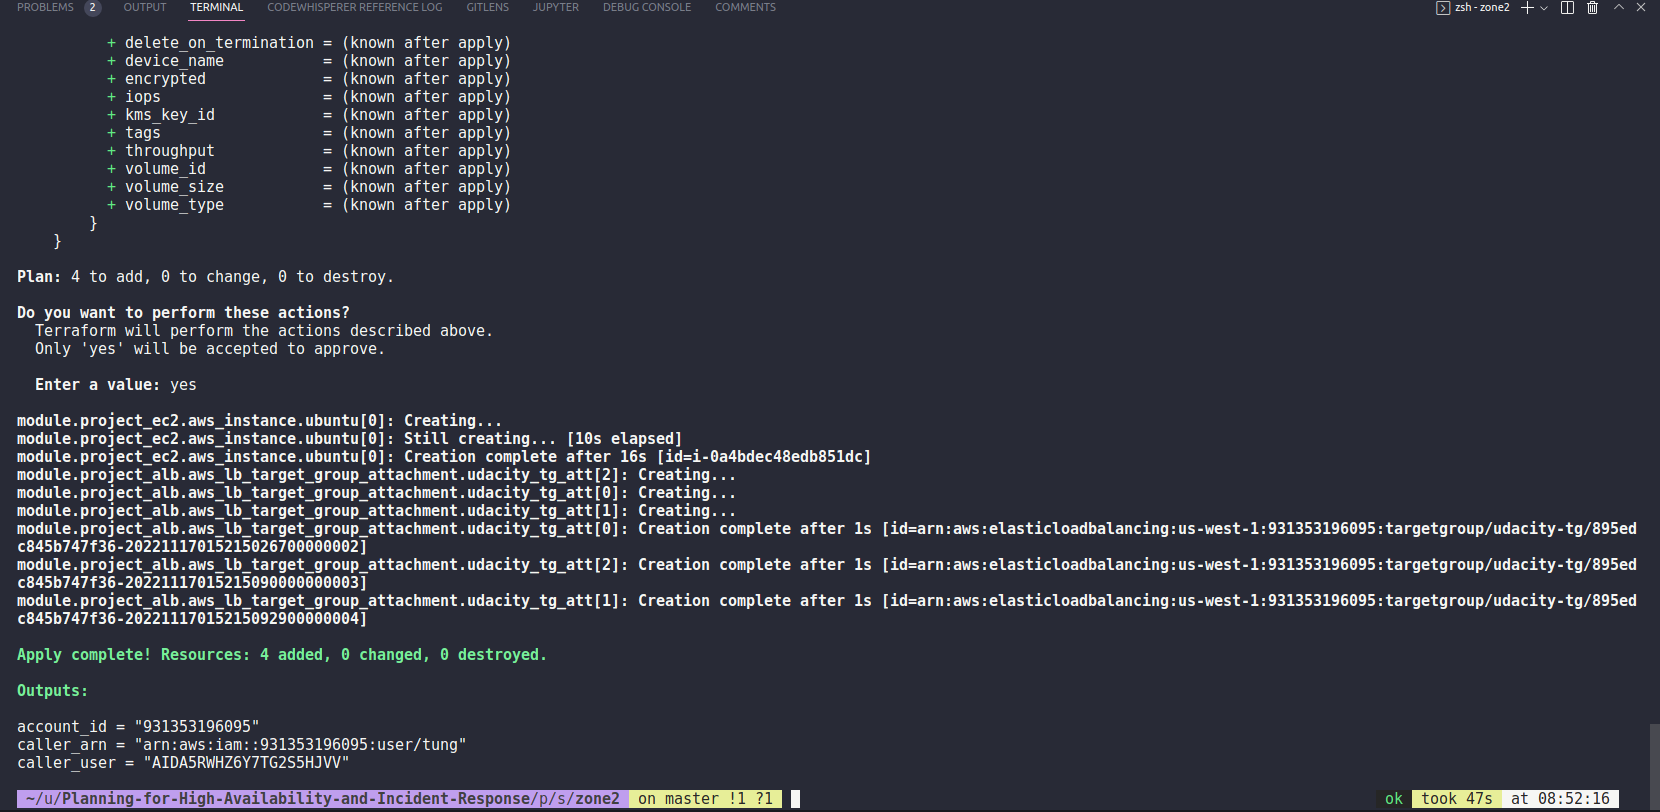 PROBLEMS 2 OUTPUT TERMINAL CODEWHISPERER REFERENCE LOG GITLENS JUPYTER DEBUG CONSOLE COMMENTS zsh - zone2
+ delete_on_termination = (known after apply)
+ device_name = (known after apply)
+ encrypted = (known after apply)
+ iops = (known after apply)
+ kms_key_id = (known after apply)
+ tags = (known after apply)
+ throughput = (known after apply)
+ volume_id = (known after apply)
+ volume_size = (known after apply)
+ volume_type = (known after apply)
}
}
Plan: 4 to add, 0 to change, 0 to destroy.
Do you want to perform these actions?
Terraform will perform the actions described above.
Only 'yes' will be accepted to approve.
Enter a value: yes
module.project_ec2.aws_instance.ubuntu[0]: Creating...
module.project_ec2.aws_instance.ubuntu[0]: Still creating... [10s elapsed]
module.project_ec2.aws_instance.ubuntu[0]: Creation complete after 16s [id=i-0a4bdec48edb851dc]
module.project_alb.aws_lb_target_group_attachment.udacity_tg_att[2]: Creating...
module.project_alb.aws_lb_target_group_attachment.udacity_tg_att[0]: Creating...
module.project_alb.aws_lb_target_group_attachment.udacity_tg_att[1]: Creating...
module.project_alb.aws_lb_target_group_attachment.udacity_tg_att[0]: Creation complete after 1s [id=arn:aws:elasticloadbalancing:us-west-1:931353196095:targetgroup/udacity-tg/895ed
c845b747f36-20221117015215026700000002]
module.project_alb.aws_lb_target_group_attachment.udacity_tg_att[2]: Creation complete after 1s [id=arn:aws:elasticloadbalancing:us-west-1:931353196095:targetgroup/udacity-tg/895ed
c845b747f36-20221117015215090000000003]
module.project_alb.aws_lb_target_group_attachment.udacity_tg_att[1]: Creation complete after 1s [id=arn:aws:elasticloadbalancing:us-west-1:931353196095:targetgroup/udacity-tg/895ed
c845b747f36-20221117015215092900000004]
Apply complete! Resources: 4 added, 0 changed, 0 destroyed.
Outputs:
account_id = "931353196095"
caller_arn = "arn:aws:iam::931353196095:user/tung"
caller_user = "AIDA5RWHZ6Y7TG2S5HJVV"
~/u/Planning-for-High-Availability-and-Incident-Response/p/s/zone2 on master !1 ?1 ok took 47s at 08:52:16